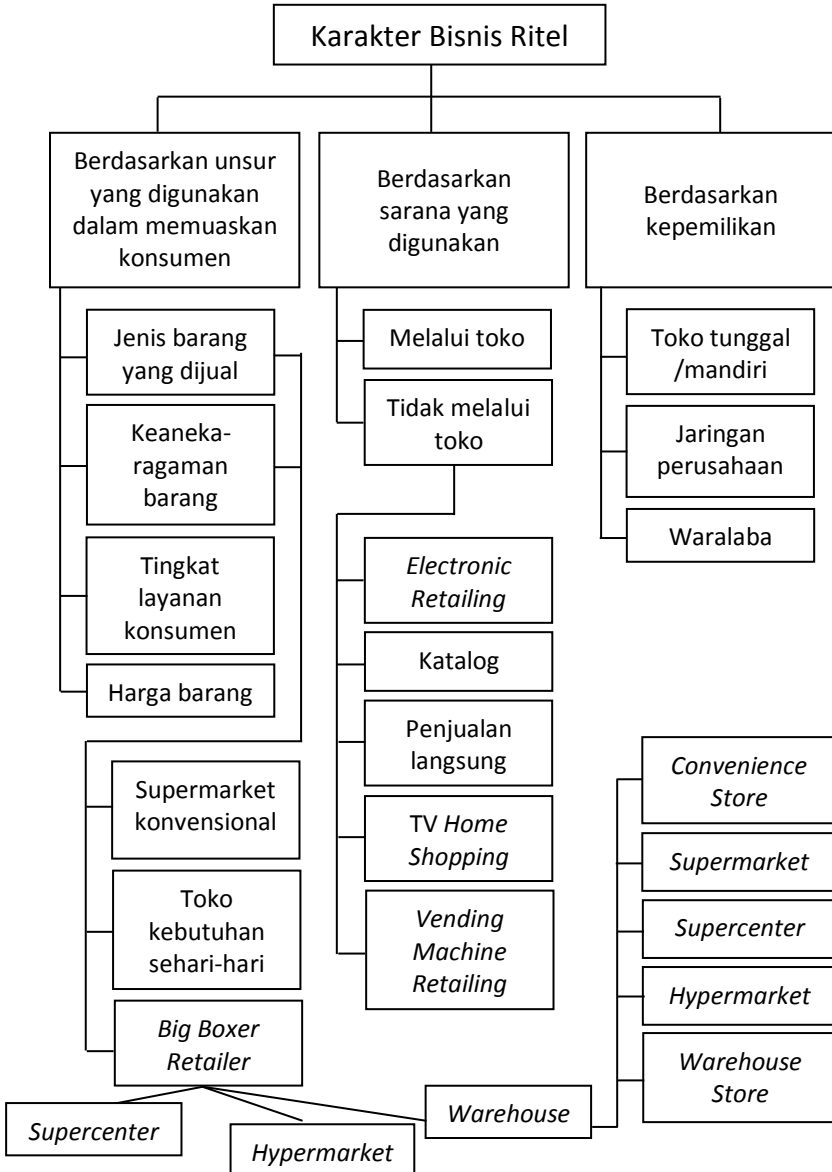 Karakter Bisnis Ritel
Berdasarkan unsur
yang digunakan
dalam memuaskan
konsumen
Berdasarkan
sarana yang
digunakan
Berdasarkan
kepemilikan
Jenis barang
yang dijual
Keaneka-
ragaman
barang
Tingkat
layanan
konsumen
Harga barang
Supermarket
konvensional
Toko
kebutuhan
sehari-hari
Big Boxer
Retailer
Supercenter
Hypermarket
Warehouse
Melalui toko
Tidak melalui
toko
Electronic
Retailing
Katalog
Penjualan
langsung
TV Home
Shopping
Vending
Machine
Retailing
Toko tunggal
/mandiri
Jaringan
perusahaan
Waralaba
Convenience
Store
Supermarket
Supercenter
Hypermarket
Warehouse
Store